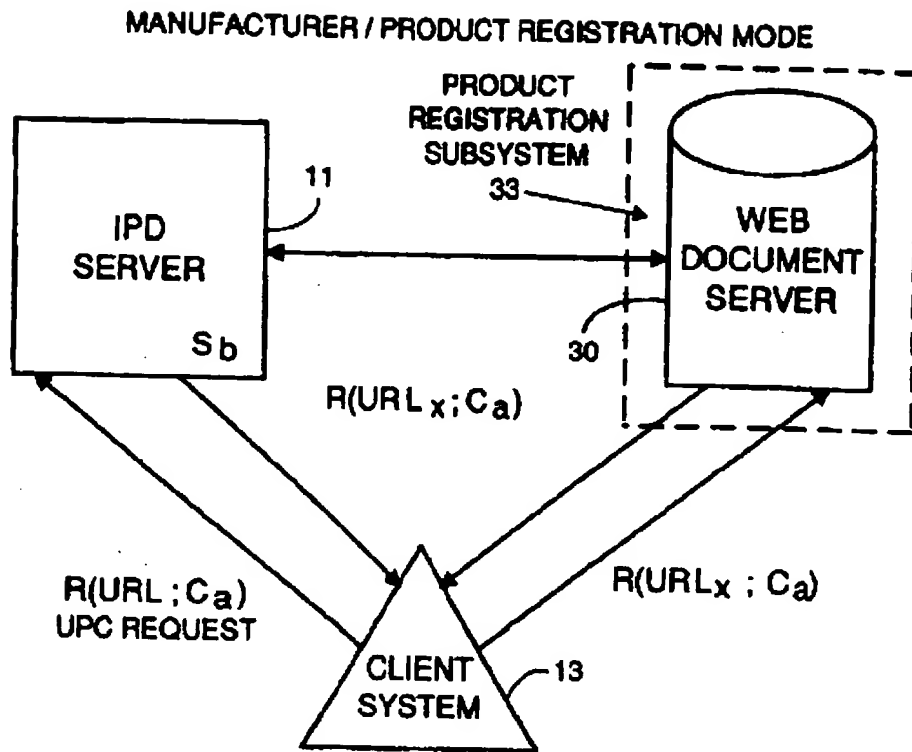 MANUFACTURER / PRODUCT REGISTRATION MODE
PRODUCT
REGISTRATION
SUBSYSTEM
33
11
IPD
SERVER
Sb
WEB
DOCUMENT
SERVER
30
R(URLx; Ca)
R(URL; Ca)
UPC REQUEST
R(URLx ; Ca)
CLIENT
SYSTEM
13